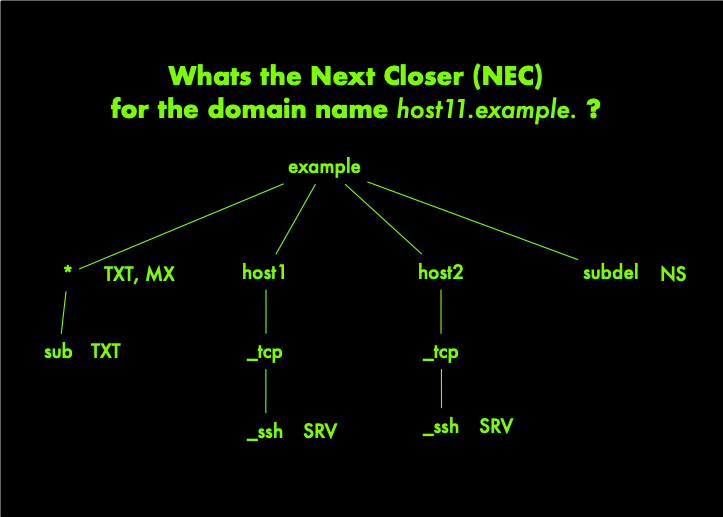 Whats the Next Closer (NEC)
for the domain name host11.example. ?
example
* TXT, MX host1 host2 subdel NS
sub TXT _tcp _tcp
_ssh SRV _ssh SRV